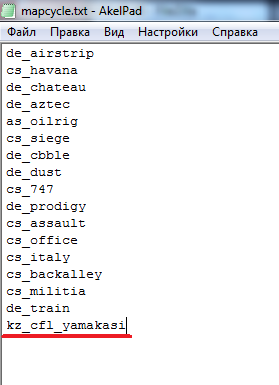 mapcycle.txt - AkelPad
Файл Правка Вид Настройки Справка
de_airstrip
cs_havana
de_chateau
de_aztec
as_oilrig
cs_siege
de_cbble
de_dust
cs_747
de_prodigy
cs_assault
cs_office
cs_italy
cs_backalley
cs_militia
de_train
kz_cfl_yamakasi